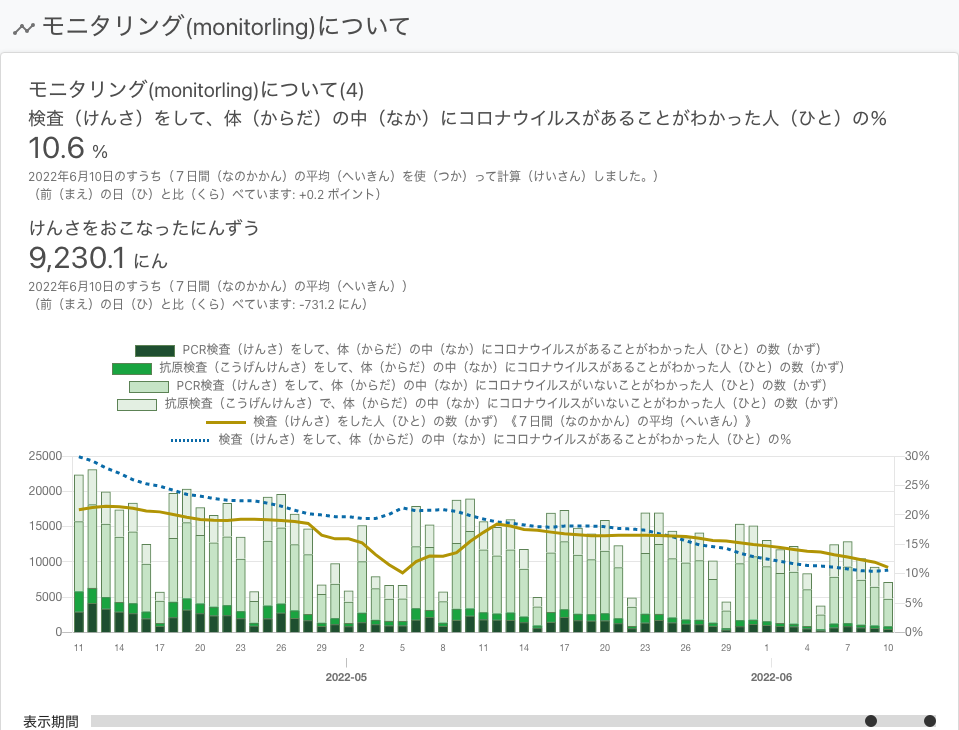 モニタリング(monitorling)について
モニタリング(monitorling)について(4)
検査（けんさ）をして、体（からだ）の中（なか）にコロナウイルスがあることがわかった人（ひと）の%
10.6 %
2022年6月10日のすうち（７日間（なのかかん）の平均（へいきん）を使（つか）って計算（けいさん）しました。）
（前（まえ）の日（ひ）と比（くら）べています: +0.2 ポイント）
けんさをおこなったにんずう
9,230.1 にん
2022年6月10日のすうち（７日間（なのかかん）の平均（へいきん））
（前（まえ）の日（ひ）と比（くら）べています: -731.2 にん）
PCR検査（けんさ）をして、体（からだ）の中（なか）にコロナウイルスがあることがわかった人（ひと）の数（かず）
抗原検査（こうげんけんさ）をして、体（からだ）の中（なか）にコロナウイルスがあることがわかった人（ひと）の数（かず）
PCR検査（けんさ）をして、体（からだ）の中（なか）にコロナウイルスがいないことがわかった人（ひと）の数（かず）
抗原検査（こうげんけんさ）で、体（からだ）の中（なか）にコロナウイルスがいないことがわかった人（ひと）の数（かず）
検査（けんさ）をした人（ひと）の数（かず）《７日間（なのかかん）の平均（へいきん）》
検査（けんさ）をして、体（からだ）の中（なか）にコロナウイルスがあることがわかった人（ひと）の%
25000 30%
25%
20000
20%
15000
15%
10000
10%
5000
5%
0 0%
11 14 17 20 23 26 29 2 5 8 11 14 17 20 23 26 29 1 4 7 10
2022-05 2022-06
表示期間